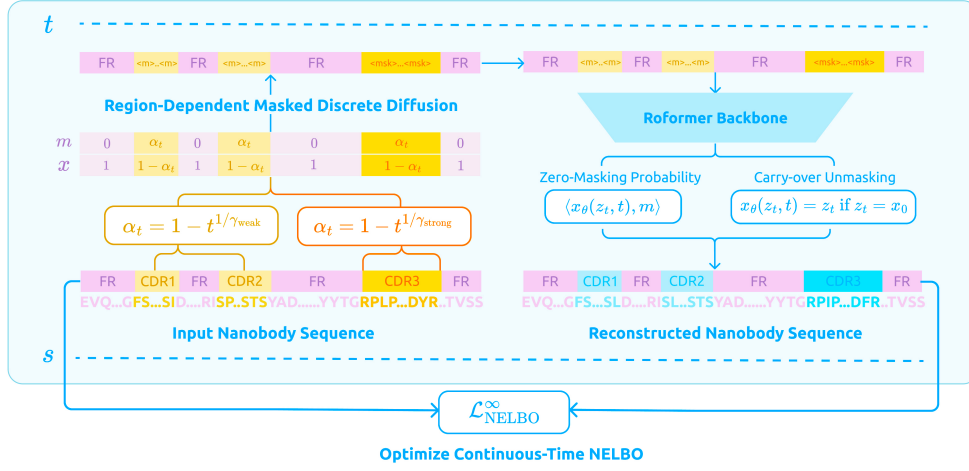 t
FR <m>...<m> FR <m>...<m> FR <msk>...<msk> FR
FR <m>...<m> FR <m>...<m> FR <msk>...<msk> FR
Region-Dependent Masked Discrete Diffusion
Roformer Backbone
m 0 α_t 0 α_t 0 α_t 0
x 1 1 − α_t 1 1 − α_t 1 1 − α_t 1
Zero-Masking Probability
Carry-over Unmasking
α_t = 1 − t^{1/γ_weak}
α_t = 1 − t^{1/γ_strong}
⟨x_θ(z_t, t), m⟩
x_θ(z_t, t) = z_t if z_t = x_0
FR CDR1 FR CDR2 FR CDR3 FR
EVQ...GFS...SID....RISP..STSYAD......YYTGRPLP...DYR..TVSS
Input Nanobody Sequence
FR CDR1 FR CDR2 FR CDR3 FR
EVQ...GFS...SLD....RISL..STSYAD......YYTGRPIP...DFR..TVSS
Reconstructed Nanobody Sequence
s
ℒ^∞_NELBO
Optimize Continuous-Time NELBO